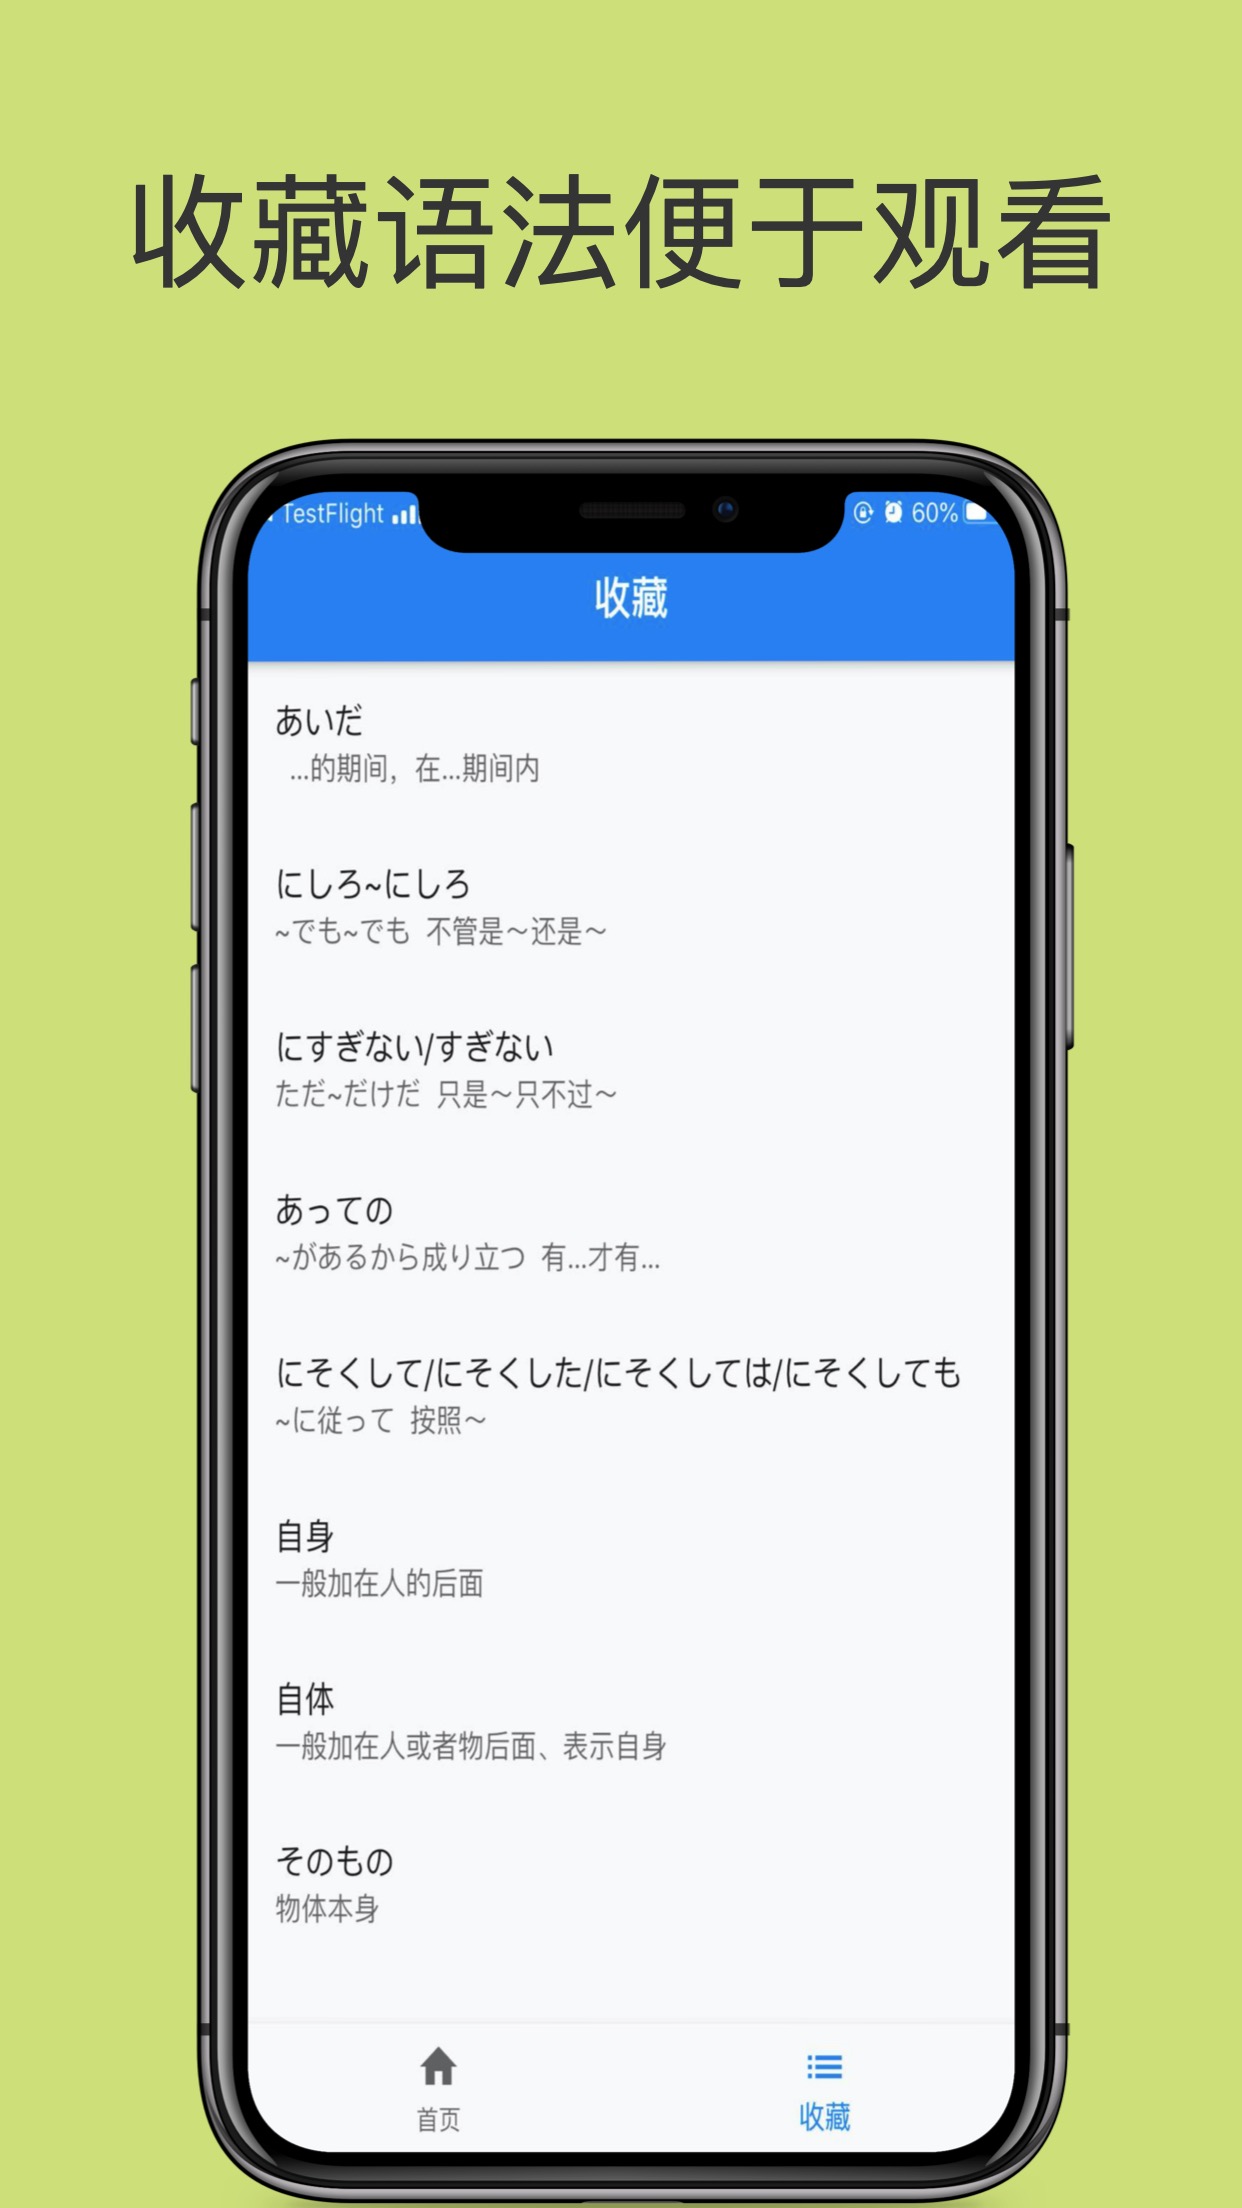 收藏语法便于观看
TestFlight 60%
收藏
あいだ
...的期间，在...期间内
にしろ~にしろ
~でも~でも 不管是～还是～
にすぎない/すぎない
ただ~だけだ 只是～只不过～
あっての
~があるから成り立つ 有...才有...
にそくして/にそくした/にそくしては/にそくしても
~に従って 按照～
自身
一般加在人的后面
自体
一般加在人或者物后面、表示自身
そのもの
物体本身
首页 收藏